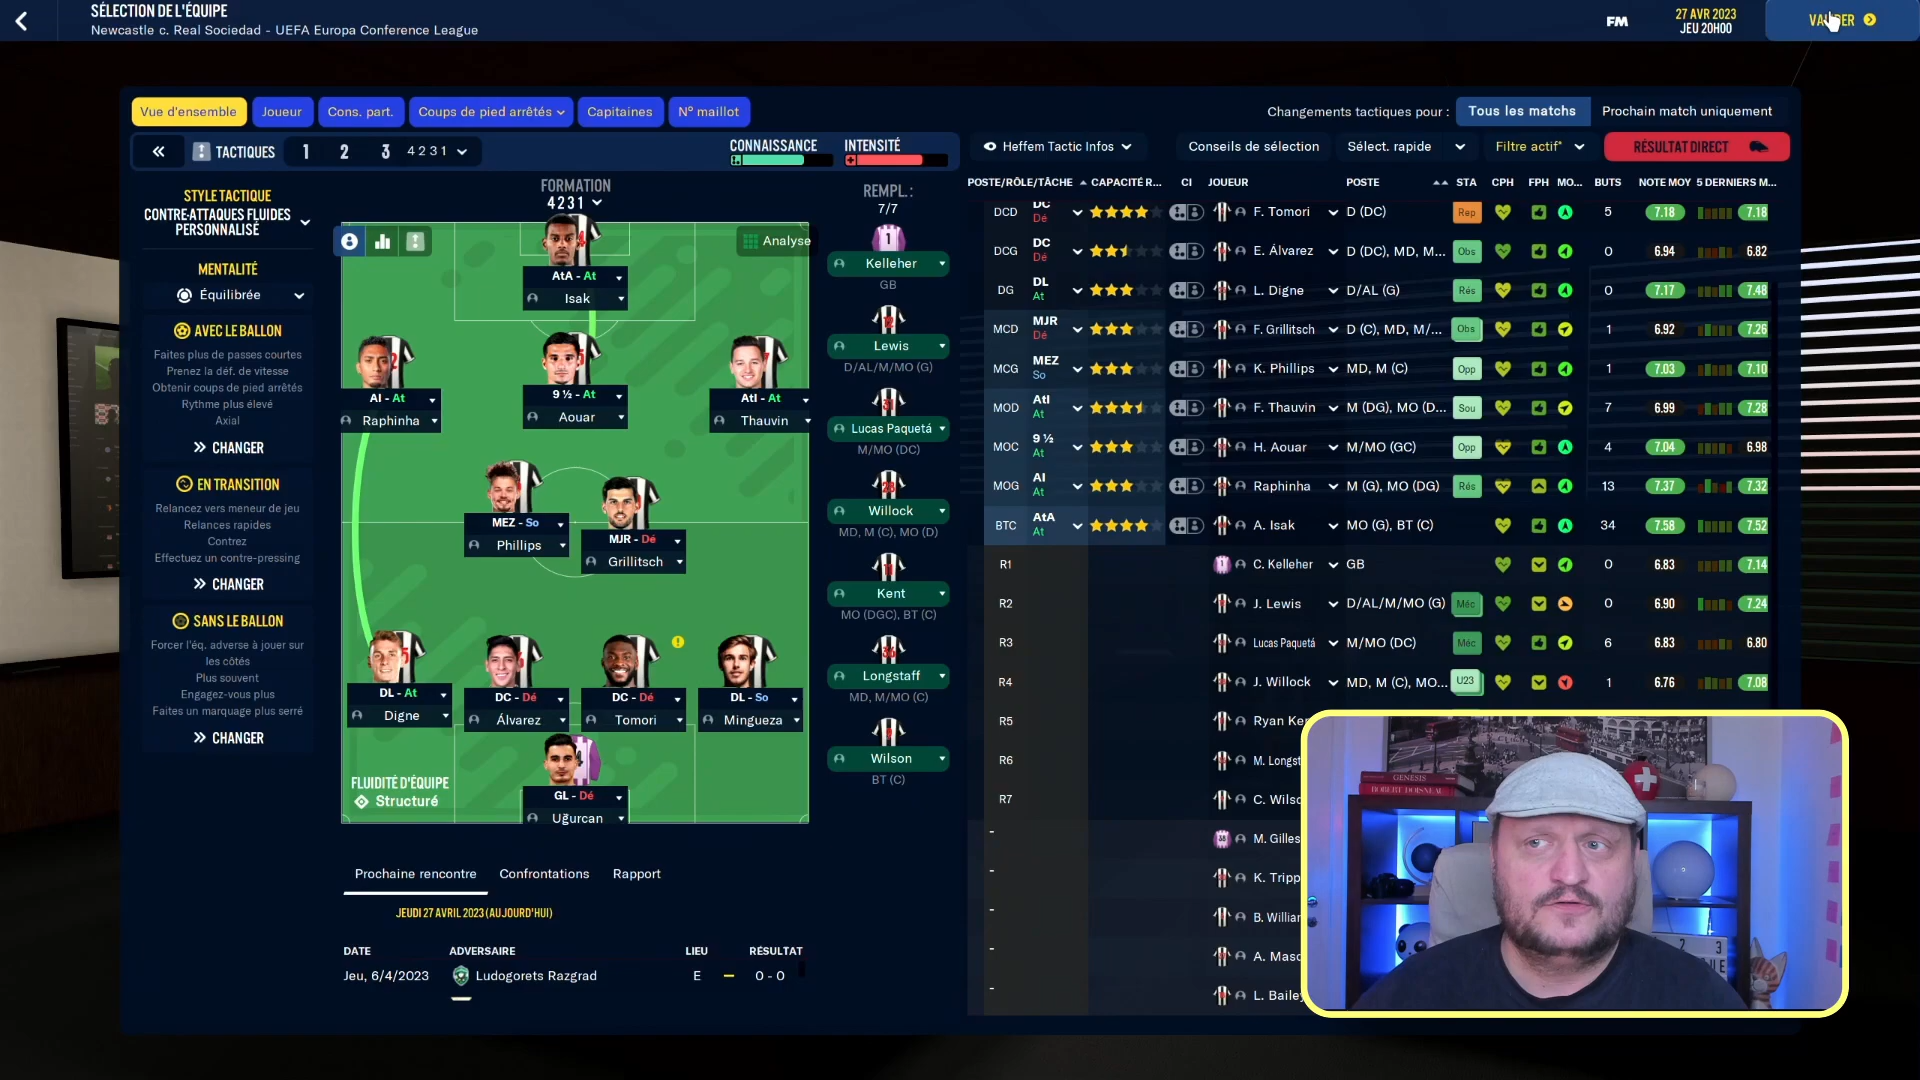 SÉLECTION DE L'ÉQUIPE
Newcastle c. Real Sociedad - UEFA Europa Conference League
FM
27 AVR 2023
JEU 20H00
Vue d'ensemble
Joueur
Cons. part.
Coups de pied arrêtés
Capitaines
N° maillot
Changements tactiques pour :
Tous les matchs
Prochain match uniquement
TACTIQUES
1
2
3
4 2 3 1
CONNAISSANCE
INTENSITÉ
Heffem Tactic Infos
Conseils de sélection
Sélect. rapide
Filtre actif*
RÉSULTAT DIRECT
STYLE TACTIQUE
CONTRE-ATTAQUES FLUIDES
PERSONNALISÉ
MENTALITÉ
Équilibrée
AVEC LE BALLON
Faites plus de passes courtes
Prenez la déf. de vitesse
Obtenir coups de pied arrêtés
Rythme plus élevé
Axial
CHANGER
EN TRANSITION
Relancez vers meneur de jeu
Relances rapides
Contrez
Effectuez un contre-pressing
CHANGER
SANS LE BALLON
Forcer l'éq. adverse à jouer sur
les côtés
Plus souvent
Engagez-vous plus
Faites un marquage plus serré
CHANGER
FORMATION
4231
Analyse
AtA - At
Isak
AI - At
Raphinha
9 ½ - At
Aouar
AtI - At
Thauvin
MEZ - So
Phillips
MJR - Dé
Grillitsch
DL - At
Digne
DC - Dé
Álvarez
DC - Dé
Tomori
DL - So
Mingueza
GL - Dé
Uğurcan
FLUIDITÉ D'ÉQUIPE
Structuré
REMPL. :
7/7
1
Kelleher
GB
Lewis
D/AL/M/MO (G)
Lucas Paquetá
M/MO (DC)
Willock
MD, M (C), MO (D)
Kent
MO (DGC), BT (C)
Longstaff
MD, M/MO (C)
Wilson
BT (C)
Prochaine rencontre
Confrontations
Rapport
JEUDI 27 AVRIL 2023 (AUJOURD'HUI)
DATE
ADVERSAIRE
LIEU
RÉSULTAT
Jeu, 6/4/2023
Ludogorets Razgrad
E
0 - 0
POSTE/RÔLE/TÂCHE CAPACITÉ R... CI JOUEUR POSTE STA CPH FPH MO... BUTS NOTE MOY 5 DERNIERS M...
DCD DC Dé F. Tomori D (DC) Rep 5 7.18 7.18
DCG DC Dé E. Álvarez D (DC), MD, M... Obs 0 6.94 6.82
DG DL At L. Digne D/AL (G) Rés 0 7.17 7.48
MCD MJR Dé F. Grillitsch D (C), MD, M/... Obs 1 6.92 7.26
MCG MEZ So K. Phillips MD, M (C) Opp 1 7.03 7.10
MOD AtI At F. Thauvin M (DG), MO (D... Sou 7 6.99 7.28
MOC 9 ½ At H. Aouar M/MO (GC) Opp 4 7.04 6.98
MOG AI At Raphinha M (G), MO (DG) Rés 13 7.37 7.32
BTC AtA At A. Isak MO (G), BT (C) 34 7.58 7.52
R1 C. Kelleher GB 0 6.83 7.14
R2 J. Lewis D/AL/M/MO (G) Méc 0 6.90 7.24
R3 Lucas Paquetá M/MO (DC) Méc 6 6.83 6.80
R4 J. Willock MD, M (C), MO... U23 1 6.76 7.08
R5 Ryan Ke
R6 M. Longst
R7 C. Wilso
- M. Gilles
- K. Tripp
- B. Williar
- A. Maso
- L. Bailey
GENESIS
ROBERT DOISNEAU